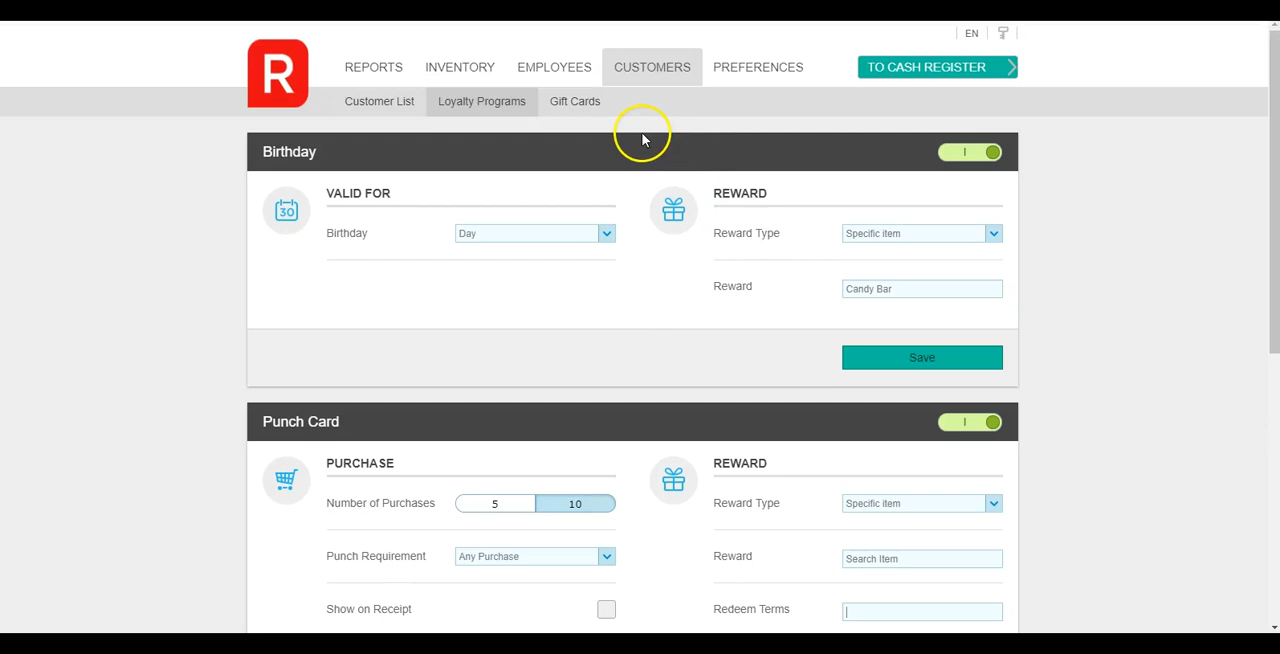 EN
R
REPORTS INVENTORY EMPLOYEES CUSTOMERS PREFERENCES TO CASH REGISTER
Customer List Loyalty Programs Gift Cards
Birthday I
VALID FOR REWARD
30
Birthday Day Reward Type Specific item
Reward Candy Bar
Save
Punch Card I
PURCHASE REWARD
Number of Purchases 5 10 Reward Type Specific item
Punch Requirement Any Purchase Reward Search Item
Show on Receipt Redeem Terms